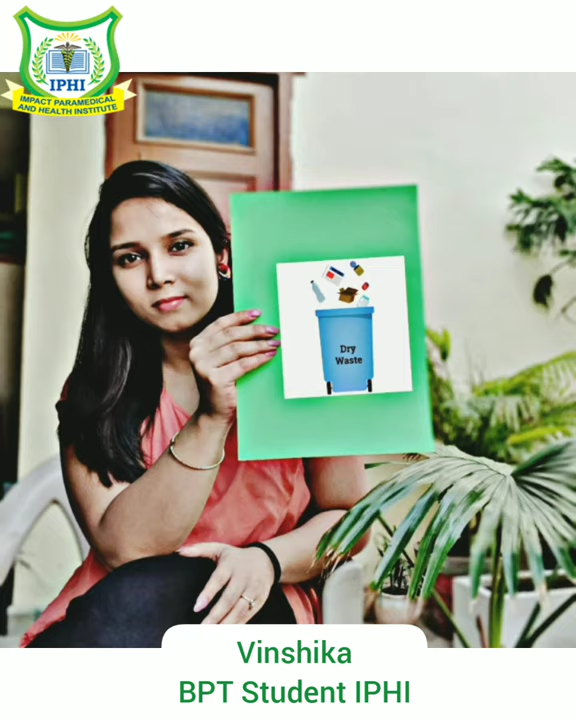 IPHI
IMPACT PARAMEDICAL
AND HEALTH INSTITUTE
Dry
Waste
Vinshika
BPT Student IPHI